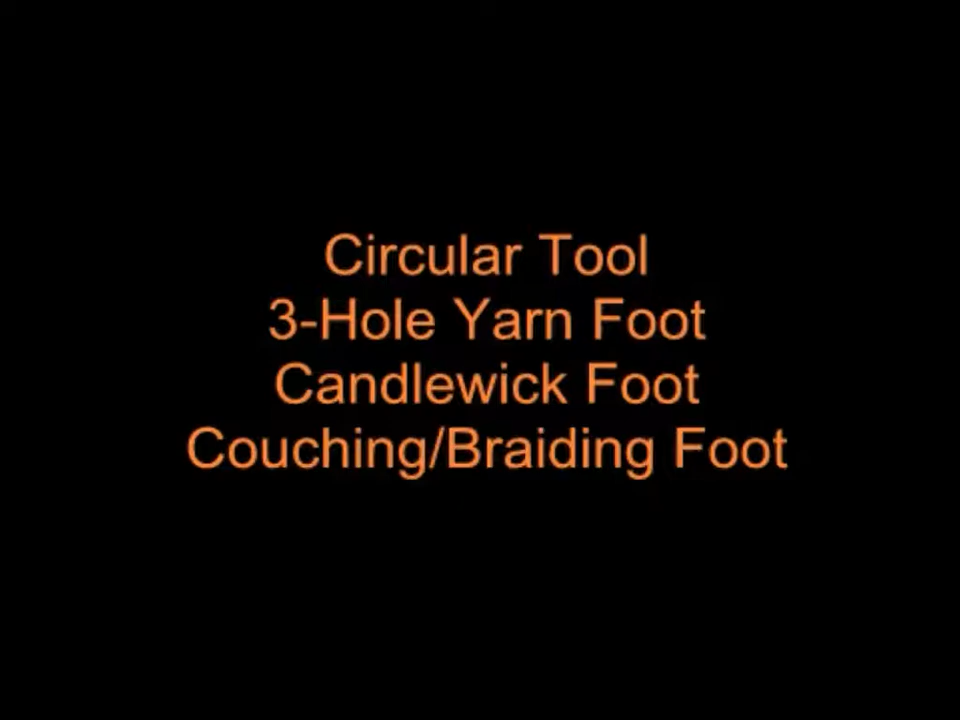 Circular Tool
3-Hole Yarn Foot
Candlewick Foot
Couching/Braiding Foot